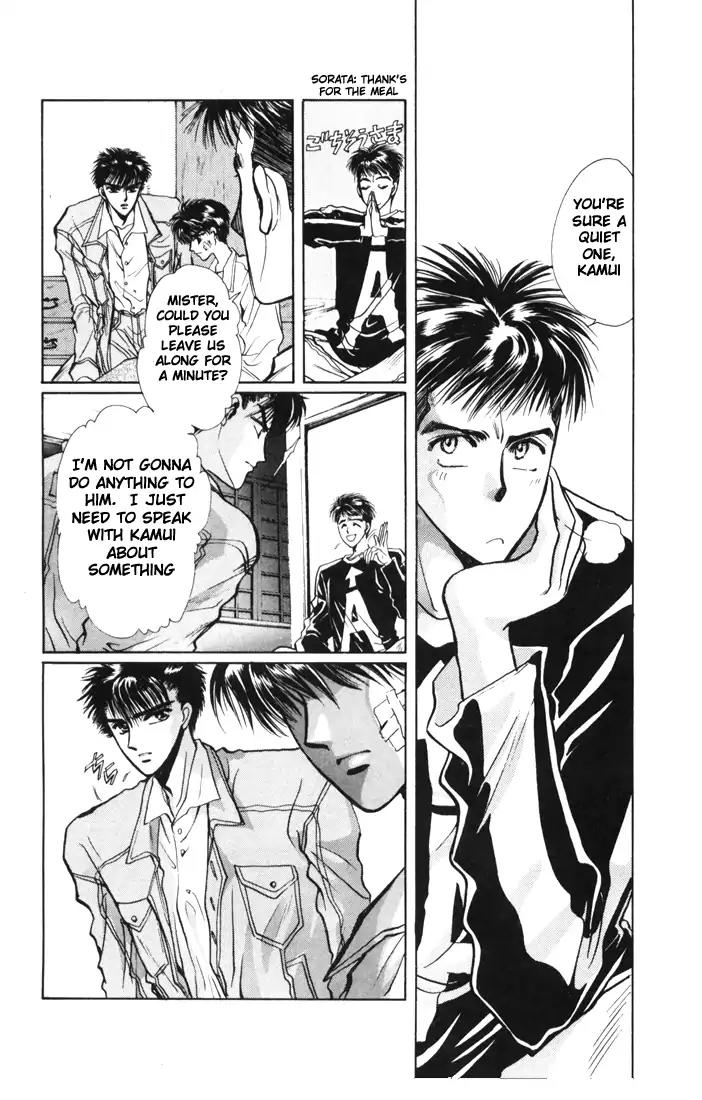 YOU'RE
SURE A
QUIET
ONE,
KAMUI
SORATA: THANK'S
FOR THE MEAL
ごちそうさま
MISTER,
COULD YOU
PLEASE
LEAVE US
ALONG FOR
A MINUTE?
I'M NOT GONNA
DO ANYTHING TO
HIM. I JUST
NEED TO SPEAK
WITH KAMUI
ABOUT
SOMETHING
A
A